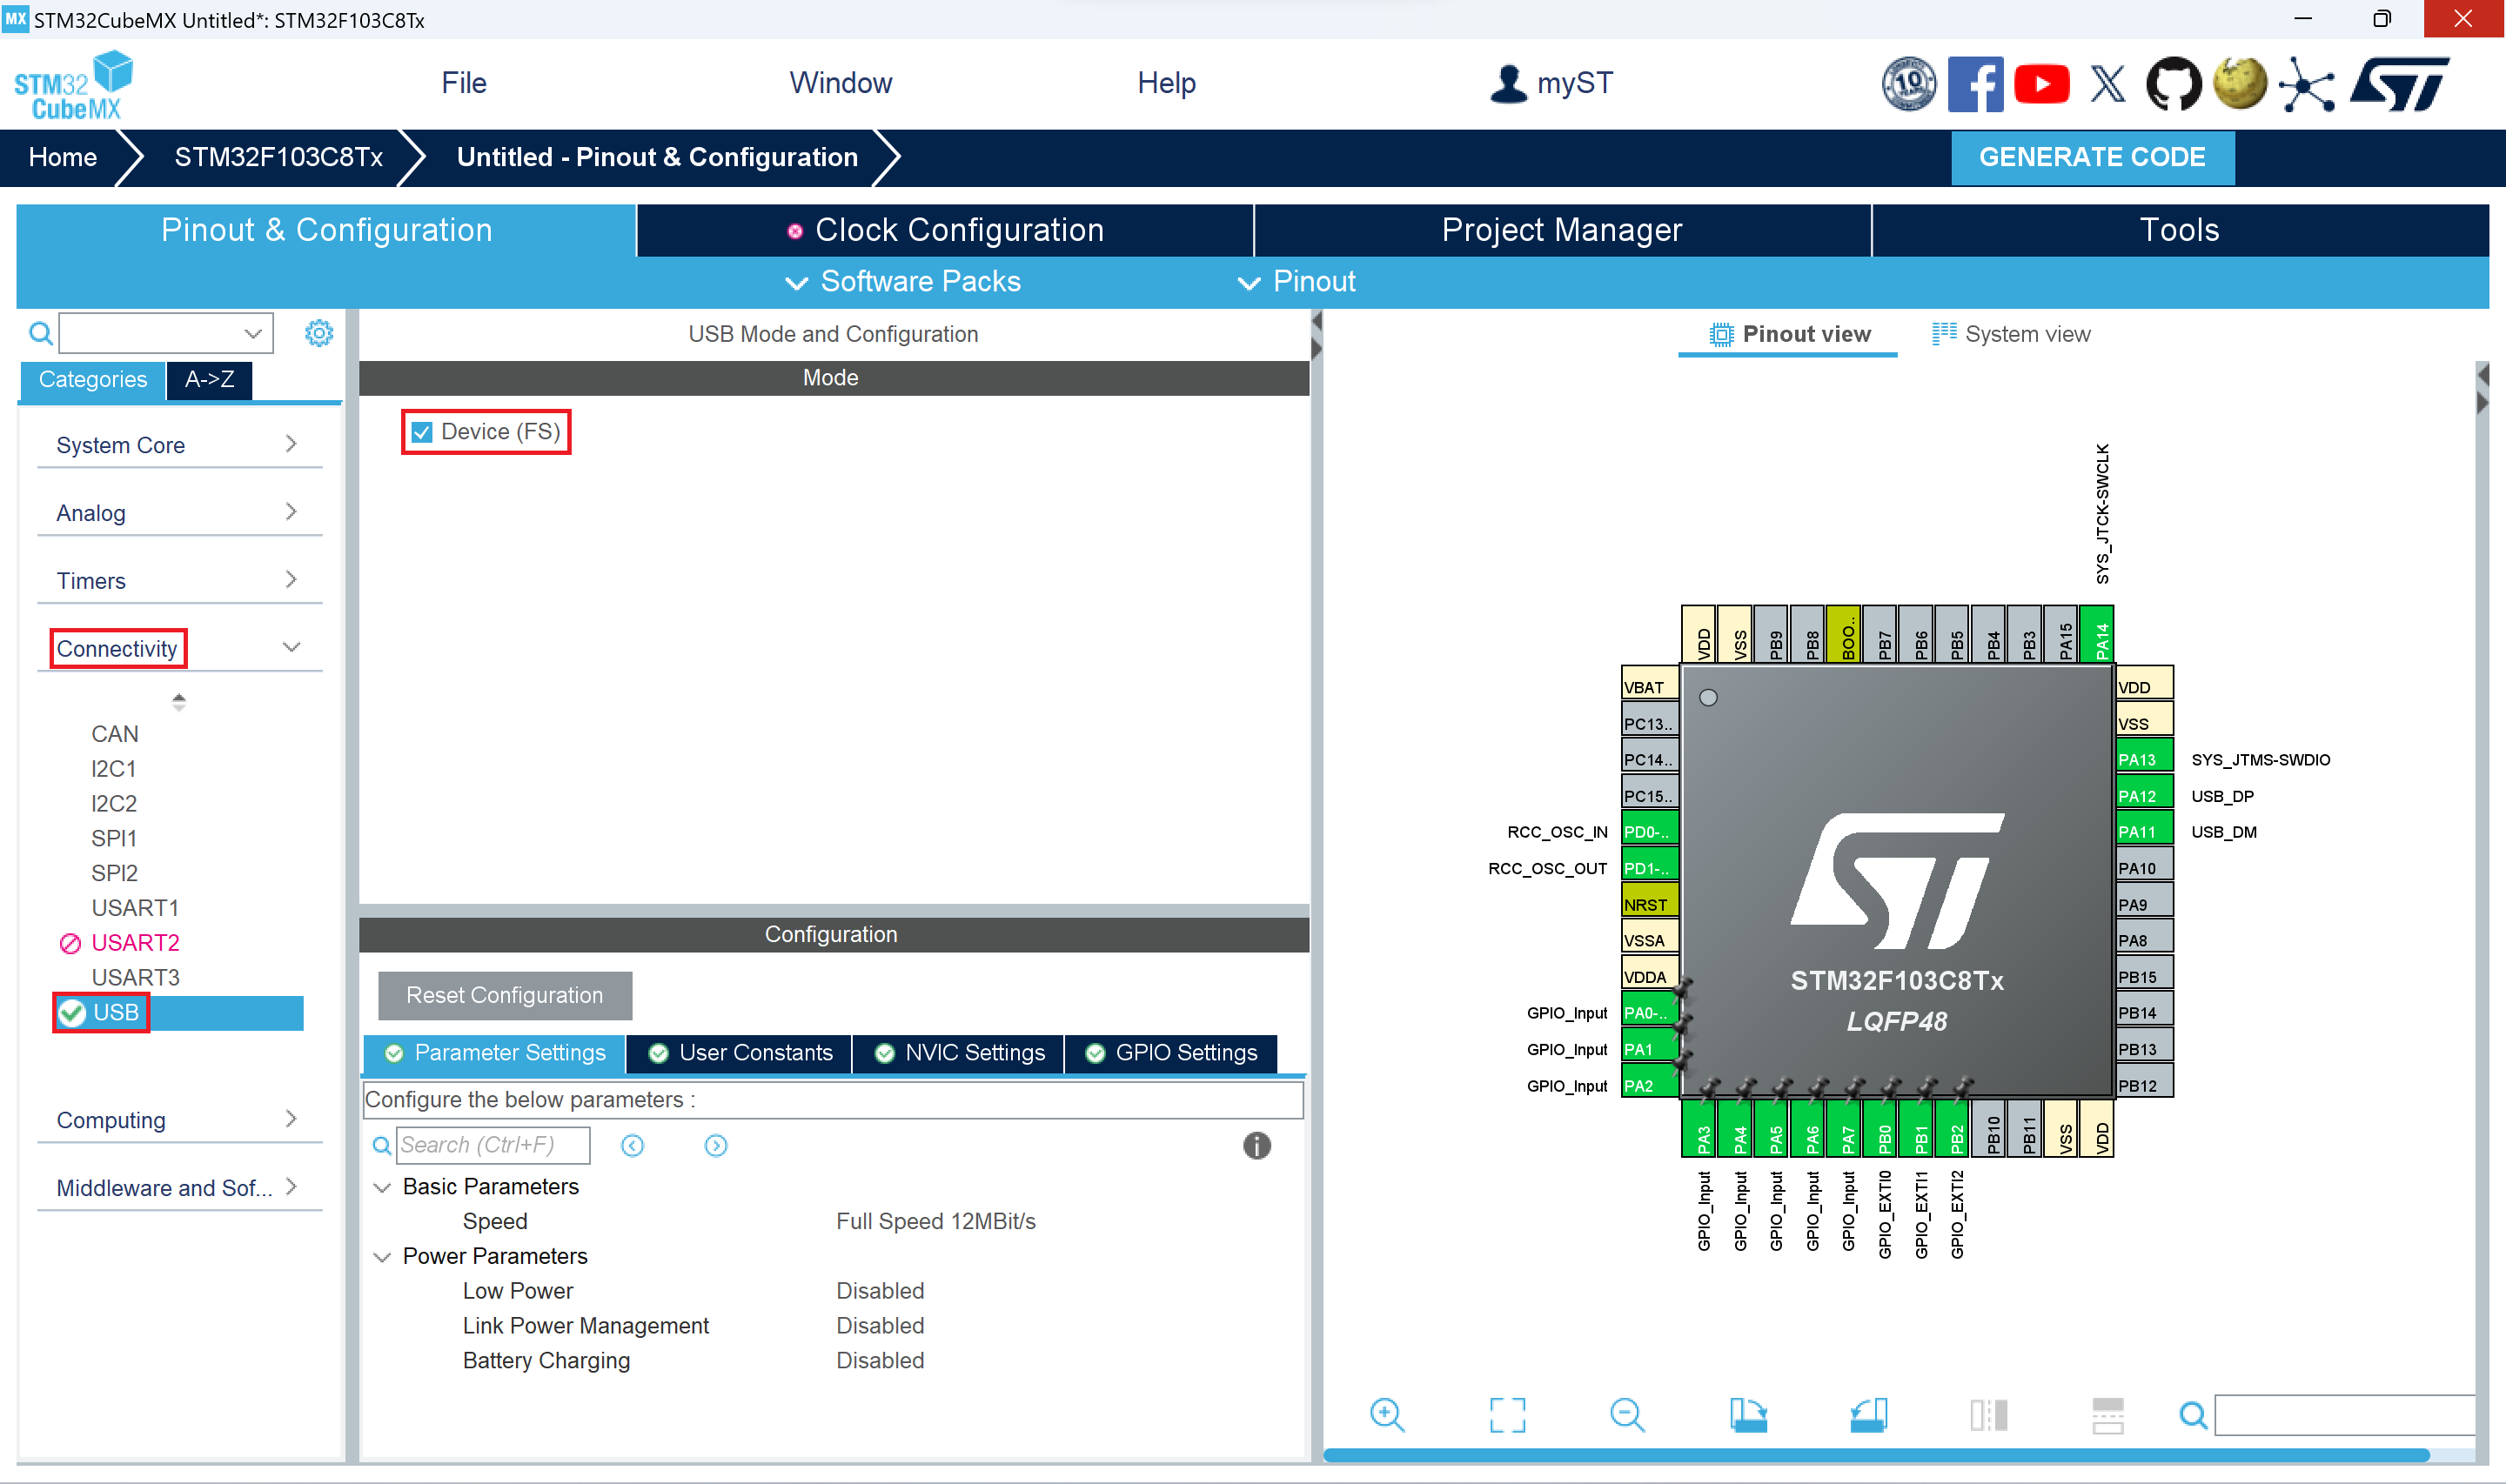 MX STM32CubeMX Untitled*: STM32F103C8Tx
STM32
CubeMX
File
Window
Help
myST
10
YEARS
Home
STM32F103C8Tx
Untitled - Pinout & Configuration
GENERATE CODE
Pinout & Configuration
Clock Configuration
Project Manager
Tools
Software Packs
Pinout
Categories
A->Z
System Core
Analog
Timers
Connectivity
CAN
I2C1
I2C2
SPI1
SPI2
USART1
USART2
USART3
USB
Computing
Middleware and Sof...
USB Mode and Configuration
Mode
Device (FS)
Configuration
Reset Configuration
Parameter Settings
User Constants
NVIC Settings
GPIO Settings
Configure the below parameters :
Search (Ctrl+F)
Basic Parameters
Speed Full Speed 12MBit/s
Power Parameters
Low Power Disabled
Link Power Management Disabled
Battery Charging Disabled
Pinout view
System view
SYS_JTCK-SWCLK
VDD
VSS
PB9
PB8
BOO..
PB7
PB6
PB5
PB4
PB3
PA15
PA14
VBAT
PC13..
PC14..
PC15..
RCC_OSC_IN PD0-..
RCC_OSC_OUT PD1-..
NRST
VSSA
VDDA
GPIO_Input PA0-..
GPIO_Input PA1
GPIO_Input PA2
VDD
VSS
PA13 SYS_JTMS-SWDIO
PA12 USB_DP
PA11 USB_DM
PA10
PA9
PA8
PB15
PB14
PB13
PB12
ST
STM32F103C8Tx
LQFP48
PA3
PA4
PA5
PA6
PA7
PB0
PB1
PB2
PB10
PB11
VSS
VDD
GPIO_Input
GPIO_Input
GPIO_Input
GPIO_Input
GPIO_Input
GPIO_EXTI0
GPIO_EXTI1
GPIO_EXTI2